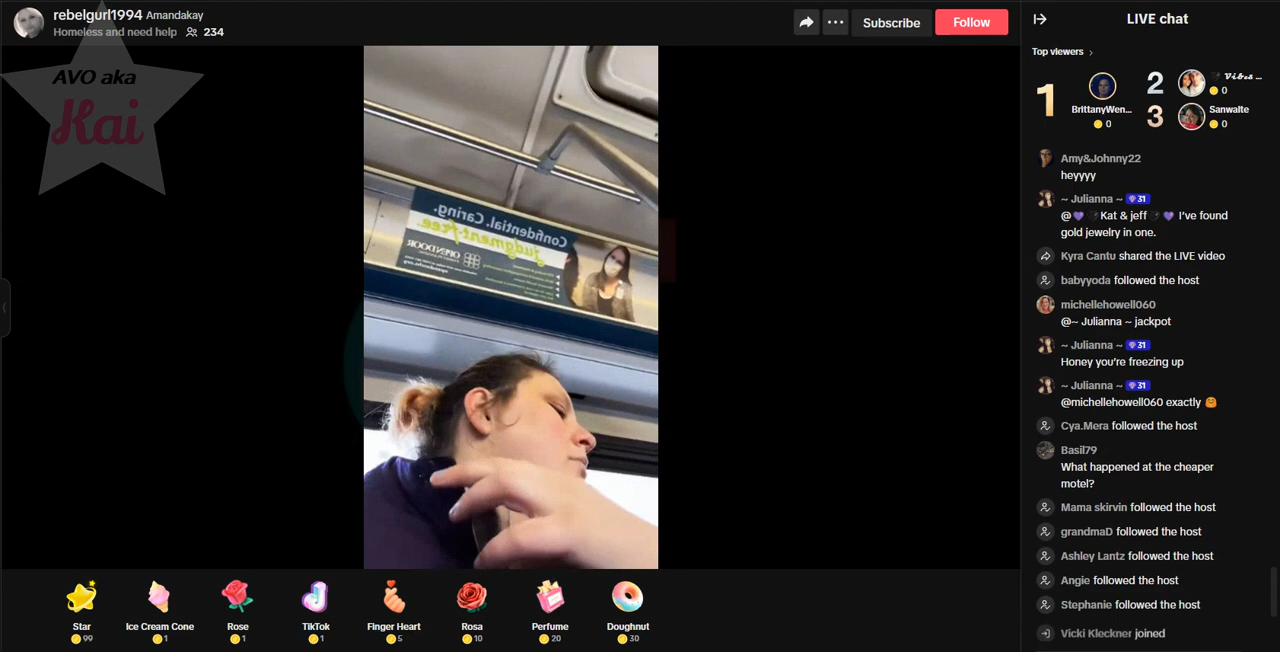 rebelgurl1994 Amandakay
Homeless and need help 234
Subscribe
Follow
AVO aka
Kai
Confidential. Caring.
Judgment-free.
OPENDOOR
Star
99
Ice Cream Cone
1
Rose
1
TikTok
1
Finger Heart
5
Rosa
10
Perfume
20
Doughnut
30
LIVE chat
Top viewers
1
BrittanyWen...
0
2
Vibes ...
0
3
Sanwalte
0
Amy&Johnny22
heyyyy
~ Julianna ~ 31
@💜🖤Kat & jeff🖤💜 I've found
gold jewelry in one.
Kyra Cantu shared the LIVE video
babyyoda followed the host
michellehowell060
@~ Julianna ~ jackpot
~ Julianna ~ 31
Honey you're freezing up
~ Julianna ~ 31
@michellehowell060 exactly 🤗
Cya.Mera followed the host
Basil79
What happened at the cheaper
motel?
Mama skirvin followed the host
grandmaD followed the host
Ashley Lantz followed the host
Angie followed the host
Stephanie followed the host
Vicki Kleckner joined